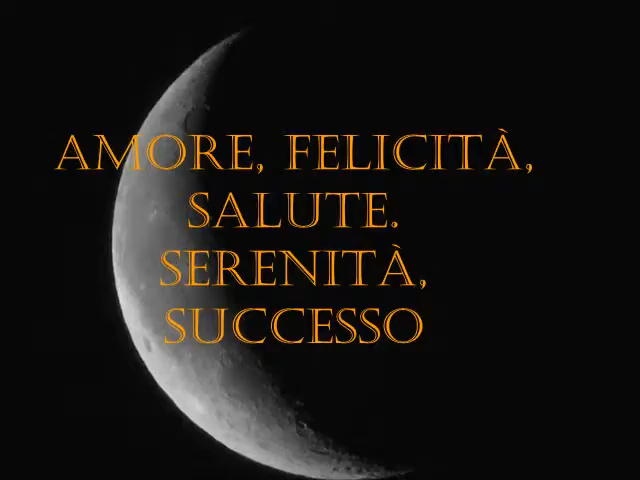 AMORE, FELICITÀ,
SALUTE.
SERENITÀ,
SUCCESSO